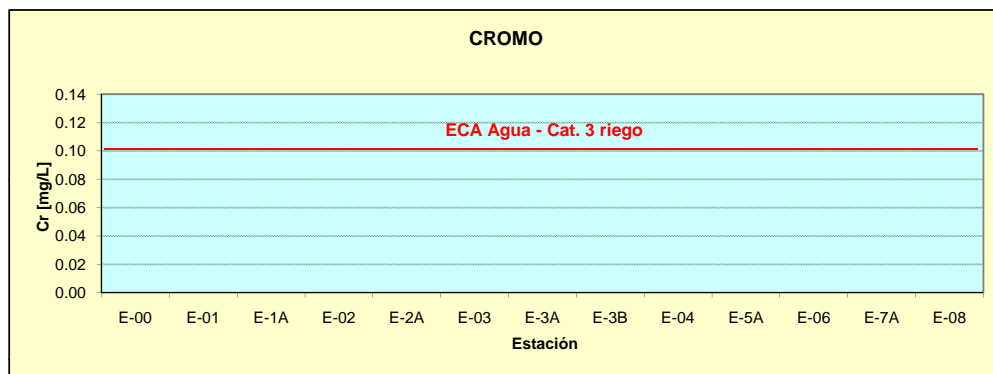 CROMO
0.14
0.12
ECA Agua - Cat. 3 riego
0.10
0.08
0.06
0.04
0.02
0.00
Cr [mg/L]
E-00 E-01 E-1A E-02 E-2A E-03 E-3A E-3B E-04 E-5A E-06 E-7A E-08
Estación